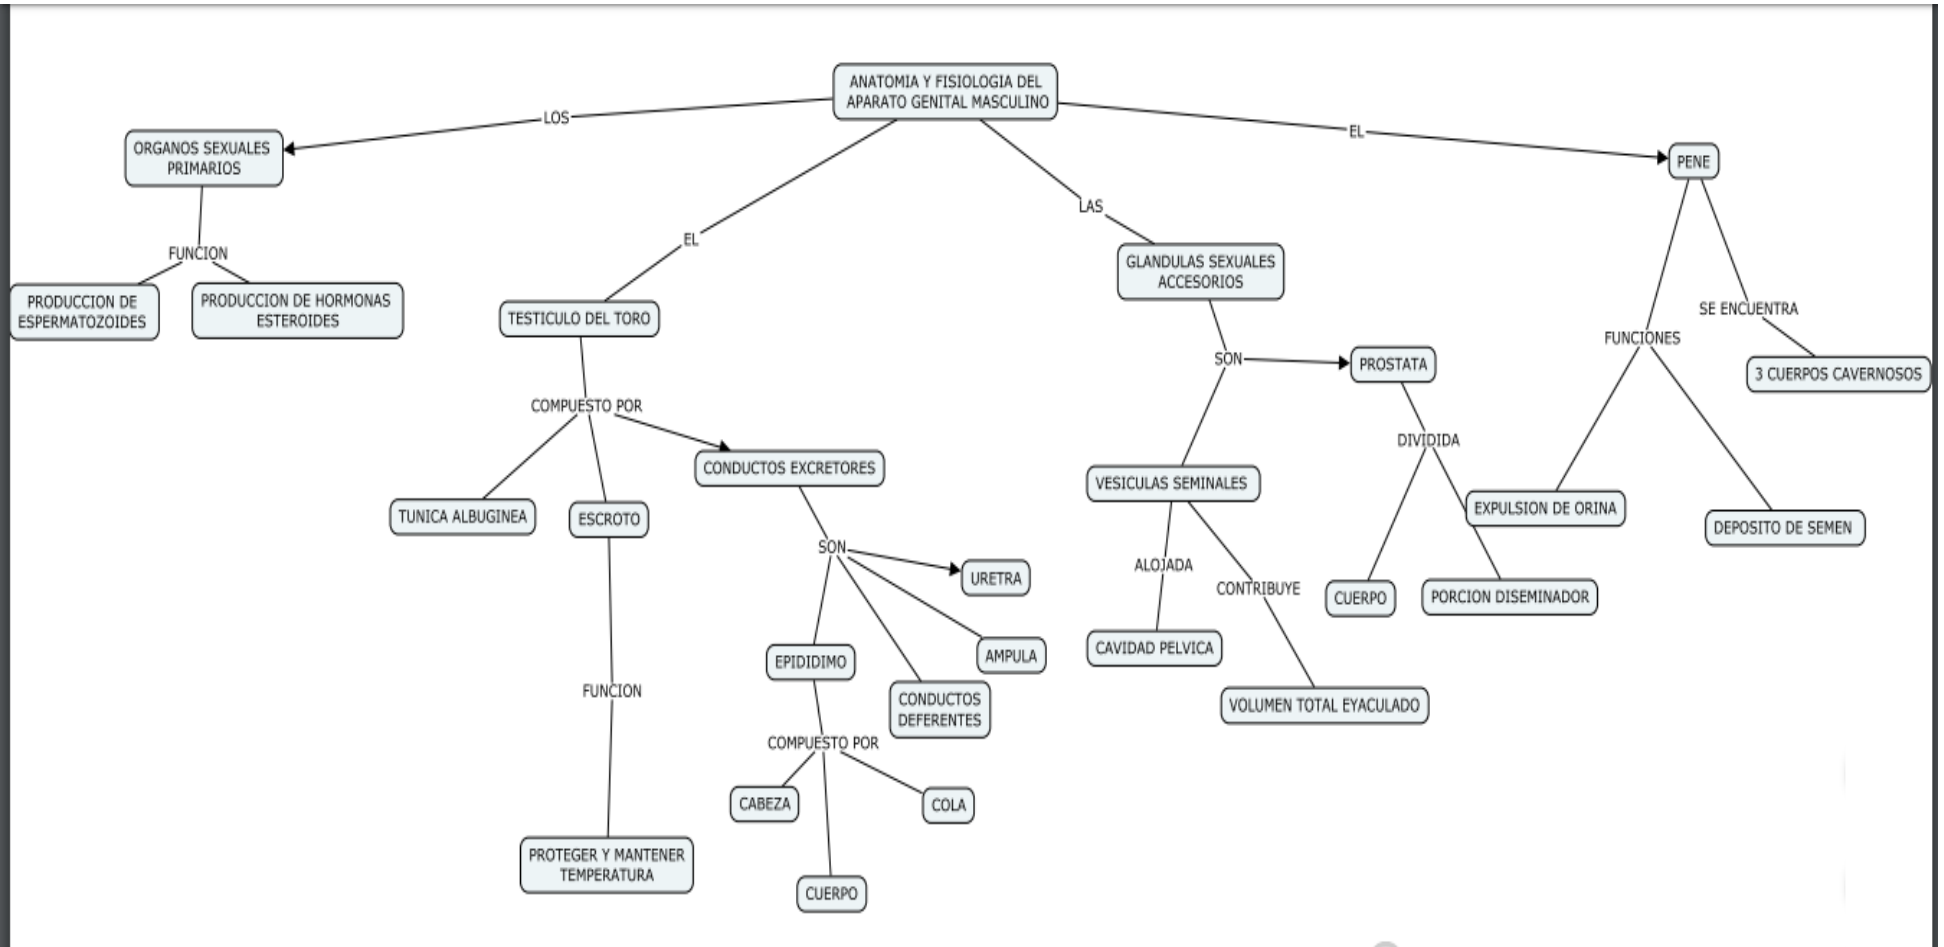 ANATOMIA Y FISIOLOGIA DEL
APARATO GENITAL MASCULINO
LOS
EL
LAS
EL
ORGANOS SEXUALES
PRIMARIOS
FUNCION
PRODUCCION DE
ESPERMATOZOIDES
PRODUCCION DE HORMONAS
ESTEROIDES
TESTICULO DEL TORO
COMPUESTO POR
TUNICA ALBUGINEA
ESCROTO
FUNCION
PROTEGER Y MANTENER
TEMPERATURA
CONDUCTOS EXCRETORES
SON
URETRA
AMPULA
CONDUCTOS
DEFERENTES
EPIDIDIMO
COMPUESTO POR
CABEZA
CUERPO
COLA
GLANDULAS SEXUALES
ACCESORIOS
SON
PROSTATA
DIVIDIDA
CUERPO
PORCION DISEMINADOR
VESICULAS SEMINALES
ALOJADA
CAVIDAD PELVICA
CONTRIBUYE
VOLUMEN TOTAL EYACULADO
PENE
FUNCIONES
EXPULSION DE ORINA
DEPOSITO DE SEMEN
SE ENCUENTRA
3 CUERPOS CAVERNOSOS